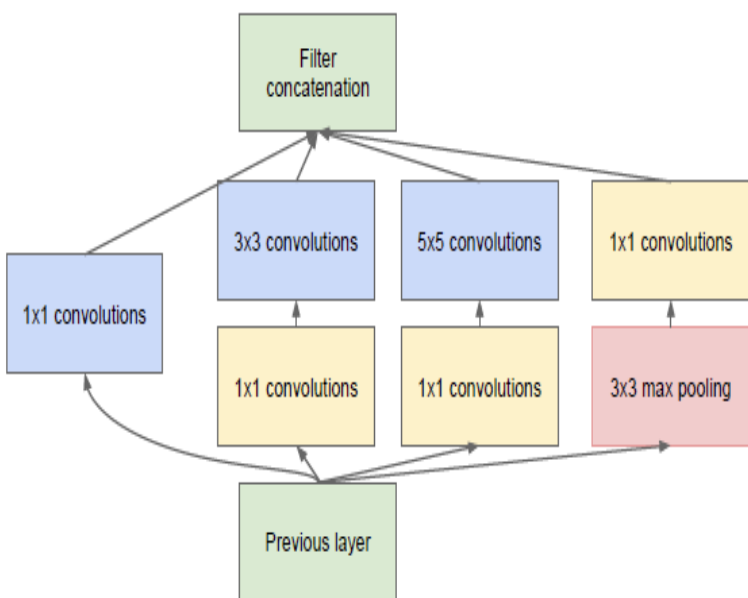 Filter
concatenation
3x3 convolutions
5x5 convolutions
1x1 convolutions
1x1 convolutions
1x1 convolutions
1x1 convolutions
3x3 max pooling
Previous layer